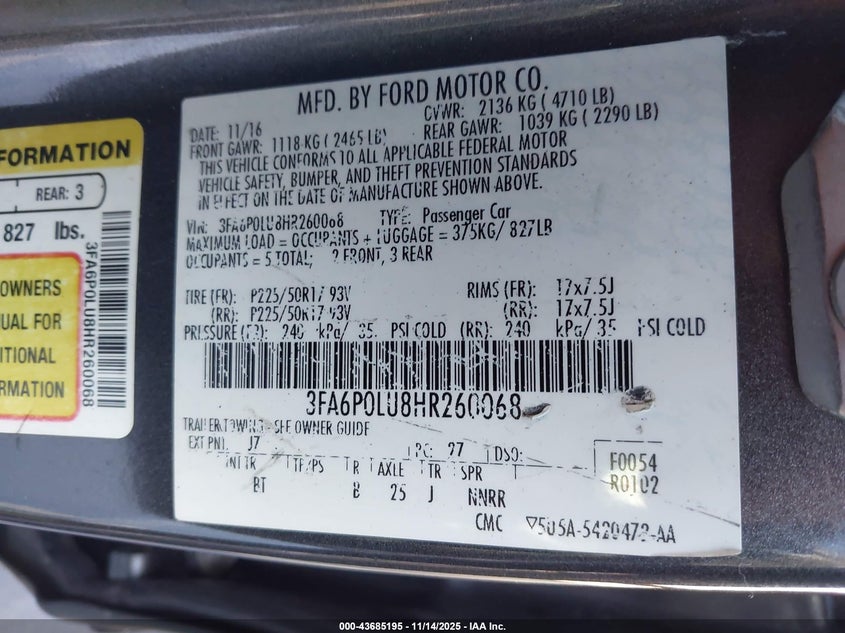 FORMATION
REAR: 3
827 lbs.
OWNERS
UAL FOR
ITIONAL
RMATION
3FA6P0LU8HR260068
MFD. BY FORD MOTOR CO.
DATE: 11/16 GVWR: 2136 KG ( 4710 LB)
FRONT GAWR: 1118 KG ( 2465 LB) REAR GAWR: 1039 KG ( 2290 LB)
THIS VEHICLE CONFORMS TO ALL APPLICABLE FEDERAL MOTOR
VEHICLE SAFETY, BUMPER, AND THEFT PREVENTION STANDARDS
IN EFFECT ON THE DATE OF MANUFACTURE SHOWN ABOVE.
VIN: 3FA6P0LU8HR260068 TYPE: Passenger Car
MAXIMUM LOAD = OCCUPANTS + LUGGAGE = 375KG/ 827LB
OCCUPANTS = 5 TOTAL; 2 FRONT, 3 REAR
TIRE (FR): P225/50R17 93V RIMS (FR): 17x7.5J
(RR): P225/50R17 93V (RR): 17x7.5J
PRESSURE (FR): 240 kPa/ 35 PSI COLD (RR): 240 kPa/ 35 PSI COLD
3FA6P0LU8HR260068
TRAILER TOWING - SEE OWNER GUIDE
EXT PNT: J7 RC: 27 DSO: F0054
INT TR TP/PS R AXLE TR SPR R0102
BT B 25 J NNRR
CMC 5U5A-5420472-AA
000-43685195 | 11/14/2025 | IAA Inc.